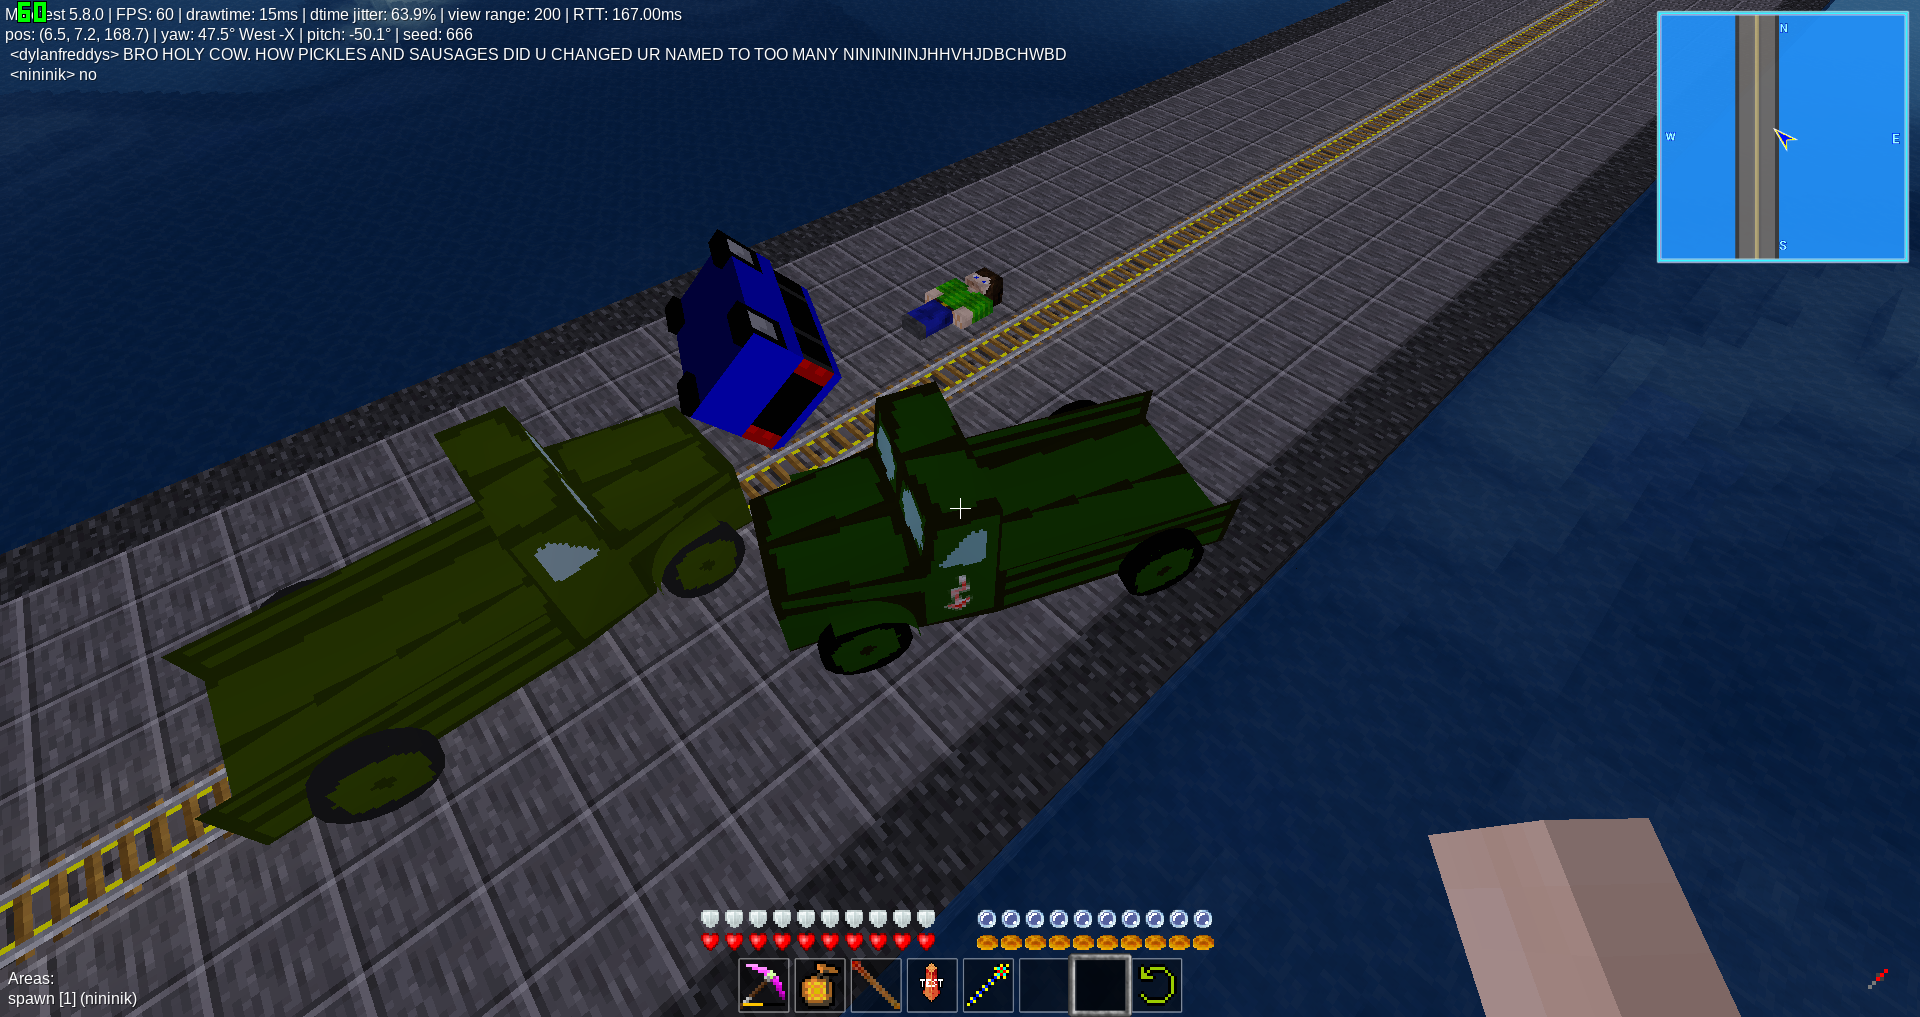 Minetest 5.8.0 | FPS: 60 | drawtime: 15ms | dtime jitter: 63.9% | view range: 200 | RTT: 167.00ms
60
pos: (6.5, 7.2, 168.7) | yaw: 47.5° West -X | pitch: -50.1° | seed: 666
<dylanfreddys> BRO HOLY COW. HOW PICKLES AND SAUSAGES DID U CHANGED UR NAMED TO TOO MANY NINININININJHHVHJDBCHWBD
<nininik> no
N
W
E
S
TEST
Areas:
spawn [1] (nininik)